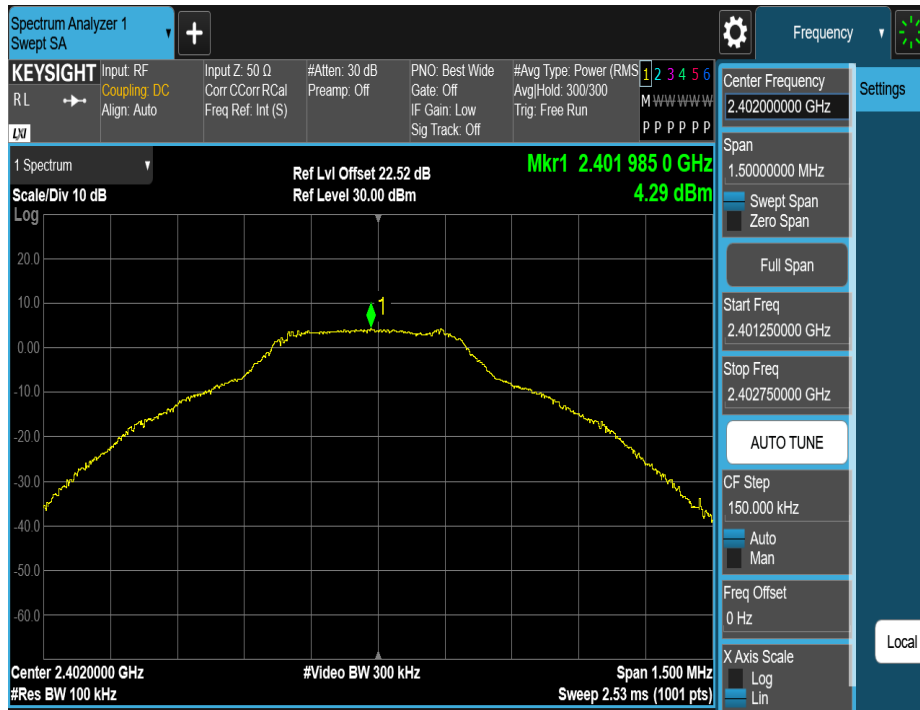 Spectrum Analyzer 1
Swept SA
+
Frequency
KEYSIGHT
RL
LXI
Input: RF
Coupling: DC
Align: Auto
Input Z: 50 Ω
Corr CCorr RCal
Freq Ref: Int (S)
#Atten: 30 dB
Preamp: Off
PNO: Best Wide
Gate: Off
IF Gain: Low
Sig Track: Off
#Avg Type: Power (RMS
Avg|Hold: 300/300
Trig: Free Run
1 2 3 4 5 6
M W W W W W
P P P P P P
Center Frequency
2.402000000 GHz
Settings
Span
1.50000000 MHz
Swept Span
Zero Span
Full Span
Start Freq
2.401250000 GHz
Stop Freq
2.402750000 GHz
AUTO TUNE
CF Step
150.000 kHz
Auto
Man
Freq Offset
0 Hz
X Axis Scale
Log
Lin
Local
1 Spectrum
Scale/Div 10 dB
Log
Ref Lvl Offset 22.52 dB
Ref Level 30.00 dBm
Mkr1 2.401 985 0 GHz
4.29 dBm
20.0
10.0
1
0.00
-10.0
-20.0
-30.0
-40.0
-50.0
-60.0
Center 2.4020000 GHz
#Video BW 300 kHz
Span 1.500 MHz
#Res BW 100 kHz
Sweep 2.53 ms (1001 pts)